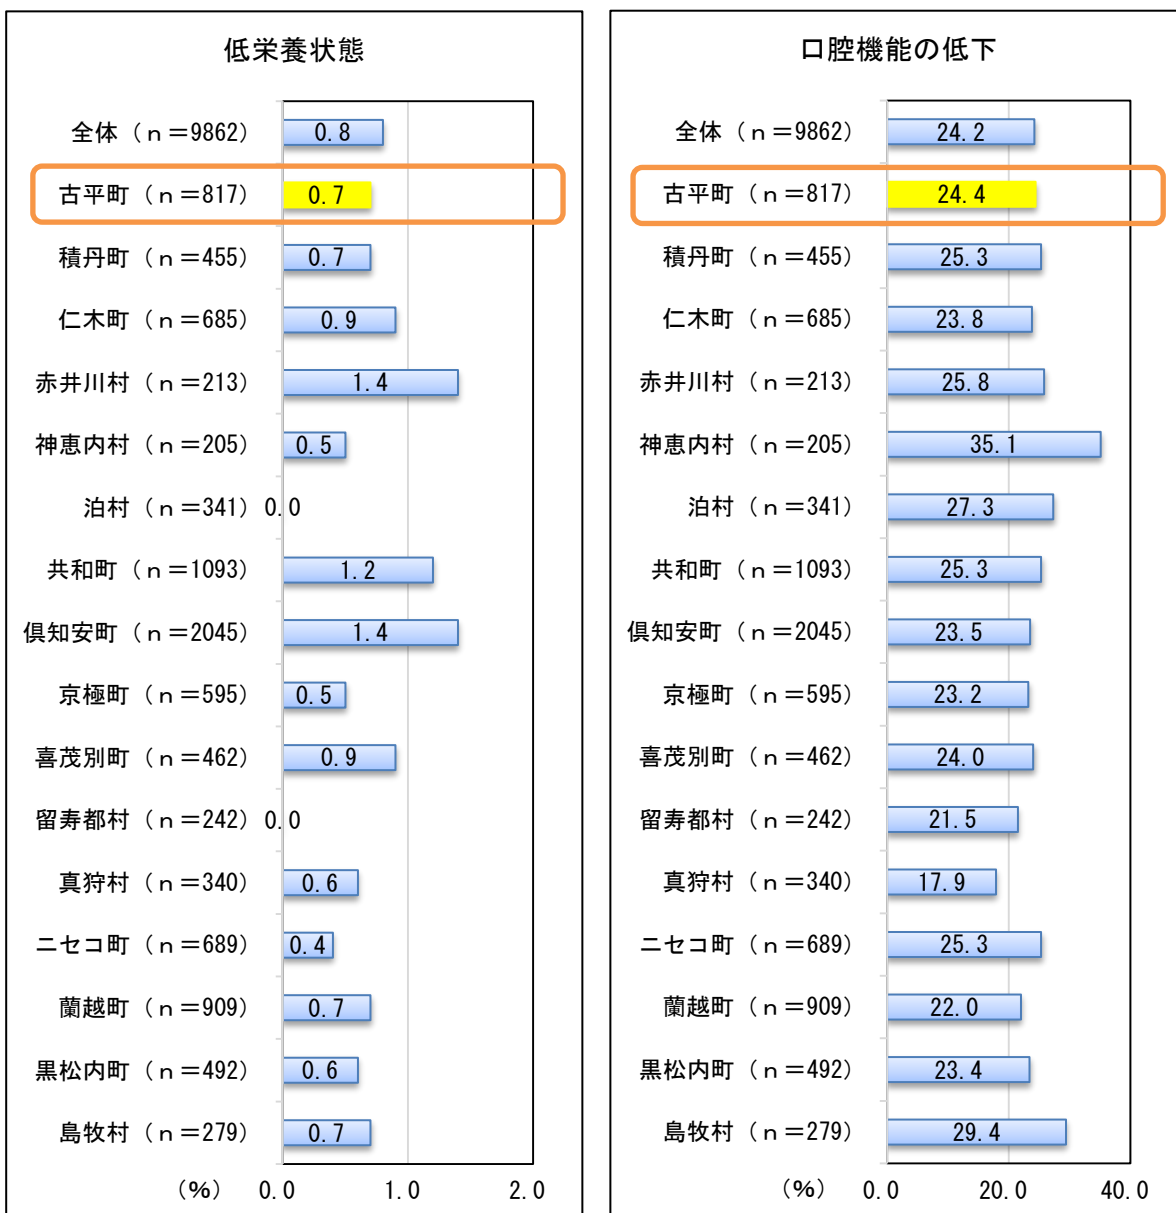 低栄養状態
全体（ｎ＝9862） 0.8
古平町（ｎ＝817） 0.7
積丹町（ｎ＝455） 0.7
仁木町（ｎ＝685） 0.9
赤井川村（ｎ＝213） 1.4
神恵内村（ｎ＝205） 0.5
泊村（ｎ＝341） 0.0
共和町（ｎ＝1093） 1.2
倶知安町（ｎ＝2045） 1.4
京極町（ｎ＝595） 0.5
喜茂別町（ｎ＝462） 0.9
留寿都村（ｎ＝242） 0.0
真狩村（ｎ＝340） 0.6
ニセコ町（ｎ＝689） 0.4
蘭越町（ｎ＝909） 0.7
黒松内町（ｎ＝492） 0.6
島牧村（ｎ＝279） 0.7
（%） 0.0 1.0 2.0
口腔機能の低下
全体（ｎ＝9862） 24.2
古平町（ｎ＝817） 24.4
積丹町（ｎ＝455） 25.3
仁木町（ｎ＝685） 23.8
赤井川村（ｎ＝213） 25.8
神恵内村（ｎ＝205） 35.1
泊村（ｎ＝341） 27.3
共和町（ｎ＝1093） 25.3
倶知安町（ｎ＝2045） 23.5
京極町（ｎ＝595） 23.2
喜茂別町（ｎ＝462） 24.0
留寿都村（ｎ＝242） 21.5
真狩村（ｎ＝340） 17.9
ニセコ町（ｎ＝689） 25.3
蘭越町（ｎ＝909） 22.0
黒松内町（ｎ＝492） 23.4
島牧村（ｎ＝279） 29.4
（%） 0.0 20.0 40.0